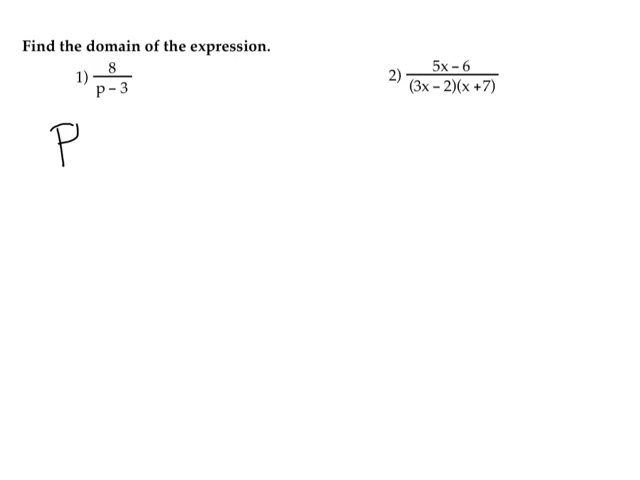 Find the domain of the expression.
1) 8 / (p – 3)
2) 5x – 6 / (3x – 2)(x +7)
P